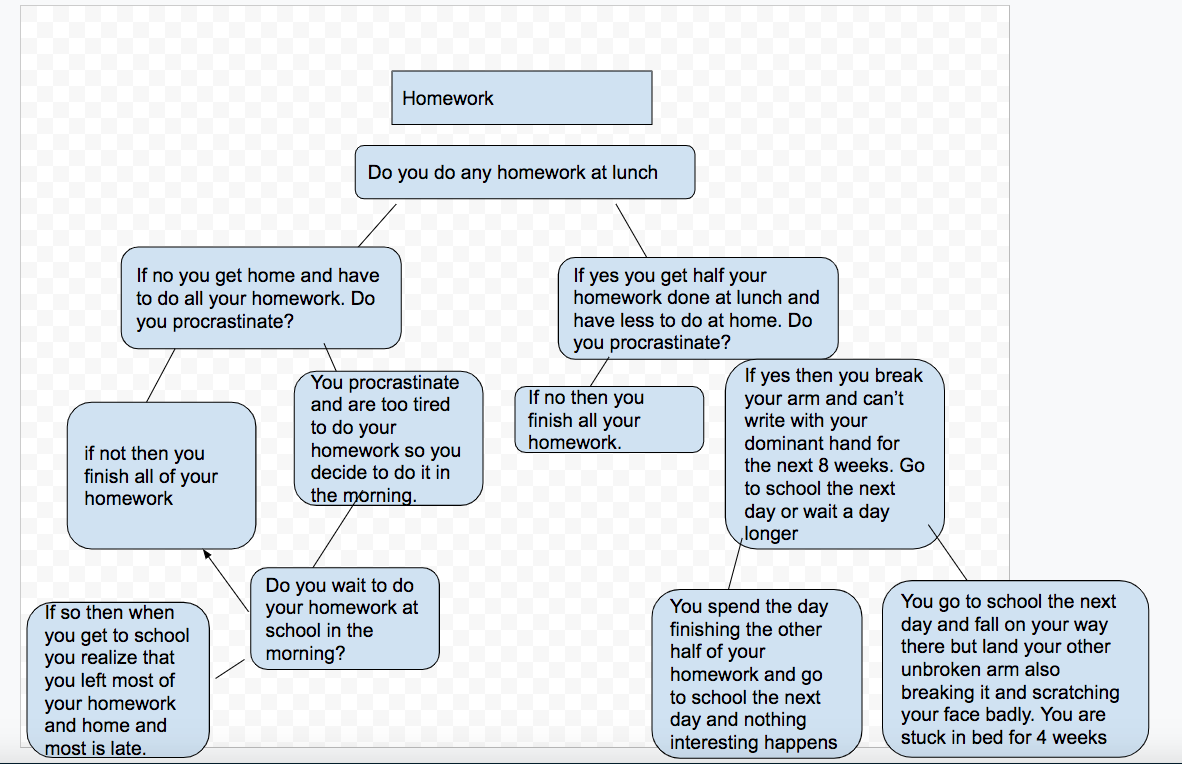 Homework
Do you do any homework at lunch
If no you get home and have
to do all your homework. Do
you procrastinate?
If yes you get half your
homework done at lunch and
have less to do at home. Do
you procrastinate?
if not then you
finish all of your
homework
You procrastinate
and are too tired
to do your
homework so you
decide to do it in
the morning.
If no then you
finish all your
homework.
If yes then you break
your arm and can’t
write with your
dominant hand for
the next 8 weeks. Go
to school the next
day or wait a day
longer
Do you wait to do
your homework at
school in the
morning?
If so then when
you get to school
you realize that
you left most of
your homework
and home and
most is late.
You spend the day
finishing the other
half of your
homework and go
to school the next
day and nothing
interesting happens
You go to school the next
day and fall on your way
there but land your other
unbroken arm also
breaking it and scratching
your face badly. You are
stuck in bed for 4 weeks